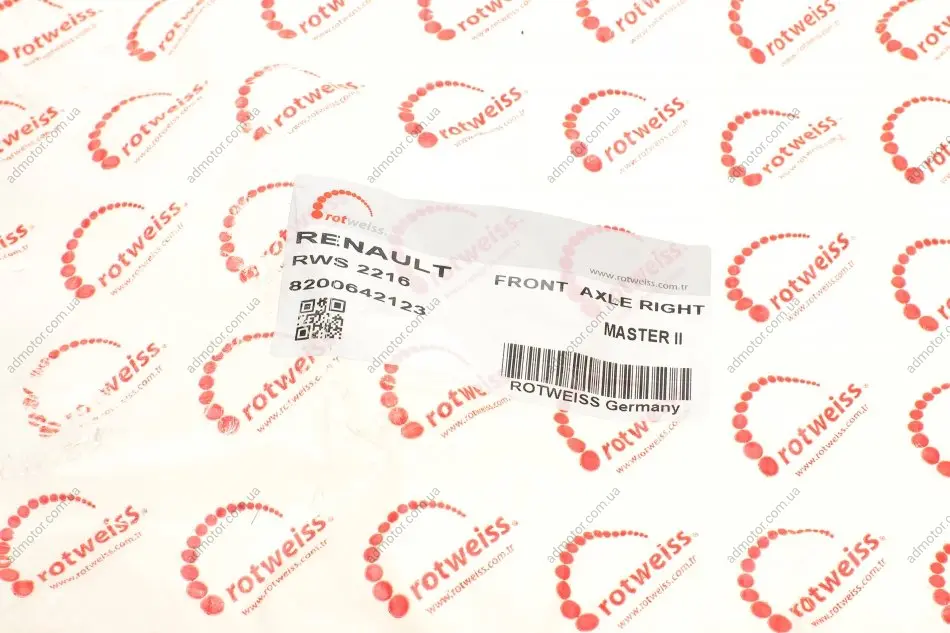 rotweiss
RENAULT
RWS 2216
8200642123
www.rotweiss.com.tr
FRONT AXLE RIGHT
MASTER II
ROTWEISS Germany
rotweiss
www.rotweiss.com.tr
admotor.com.ua